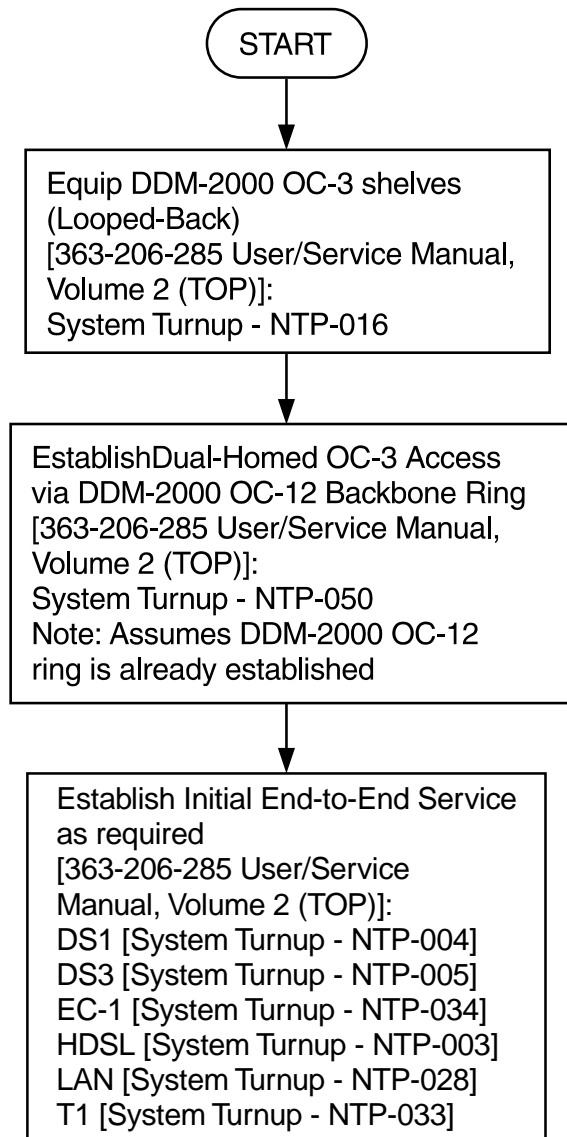 START
Equip DDM-2000 OC-3 shelves
(Looped-Back)
[363-206-285 User/Service Manual,
Volume 2 (TOP)]:
System Turnup - NTP-016
EstablishDual-Homed OC-3 Access
via DDM-2000 OC-12 Backbone Ring
[363-206-285 User/Service Manual,
Volume 2 (TOP)]:
System Turnup - NTP-050
Note: Assumes DDM-2000 OC-12
ring is already established
Establish Initial End-to-End Service
as required
[363-206-285 User/Service
Manual, Volume 2 (TOP)]:
DS1 [System Turnup - NTP-004]
DS3 [System Turnup - NTP-005]
EC-1 [System Turnup - NTP-034]
HDSL [System Turnup - NTP-003]
LAN [System Turnup - NTP-028]
T1 [System Turnup - NTP-033]